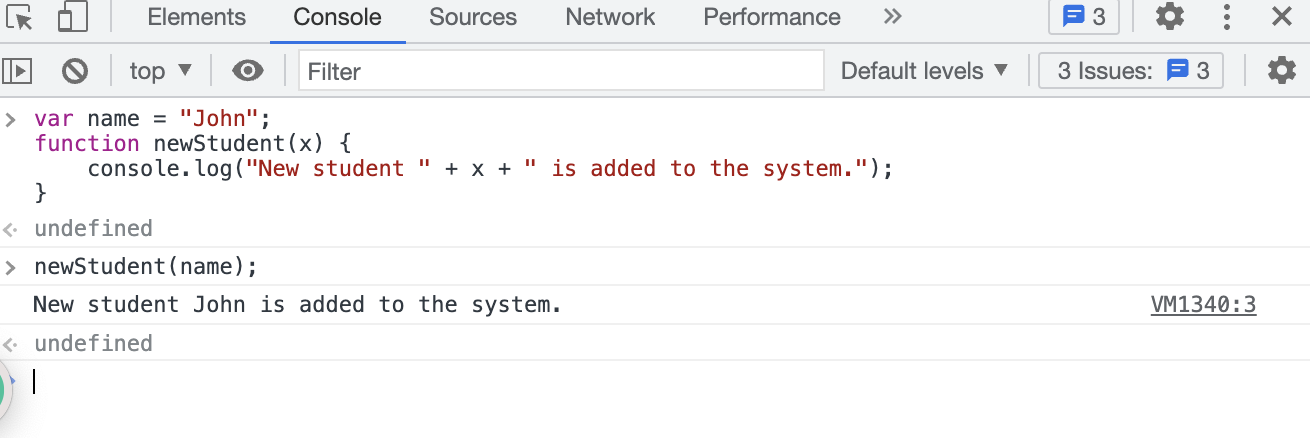 Elements Console Sources Network Performance » 3
top ▼ Filter Default levels ▼ 3 Issues: 3
> var name = "John";
function newStudent(x) {
    console.log("New student " + x + " is added to the system.");
}
undefined
> newStudent(name);
New student John is added to the system. VM1340:3
undefined